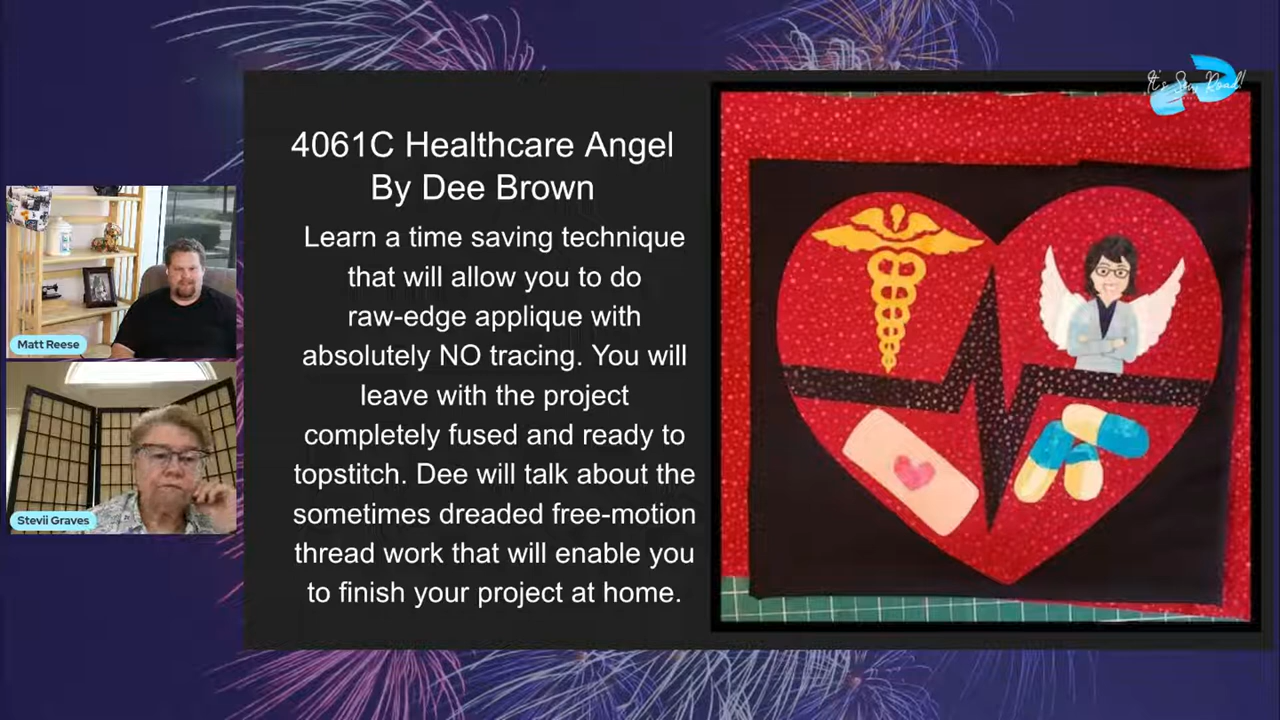 It's Sew Read!
4061C Healthcare Angel
By Dee Brown
Learn a time saving technique
that will allow you to do
raw-edge applique with
absolutely NO tracing. You will
leave with the project
completely fused and ready to
topstitch. Dee will talk about the
sometimes dreaded free-motion
thread work that will enable you
to finish your project at home.
Matt Reese
Stevii Graves